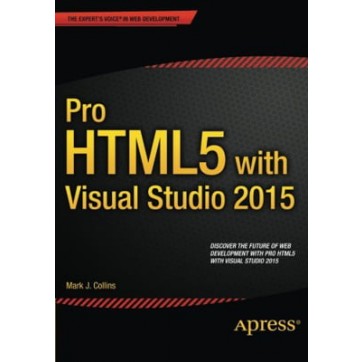 THE EXPERT'S VOICE® IN WEB DEVELOPMENT
Pro
HTML5 with
Visual Studio 2015
DISCOVER THE FUTURE OF WEB
DEVELOPMENT WITH PRO HTML5
WITH VISUAL STUDIO 2015
Mark J. Collins
Apress®